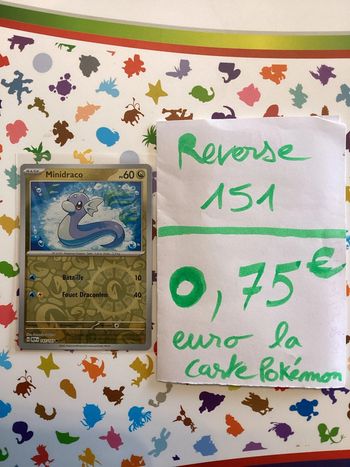 Minidraco
PV 60
Bataille 10
Fouet Draconien 40
Reverse
151
0,75 €
euro la
carte Pokémon